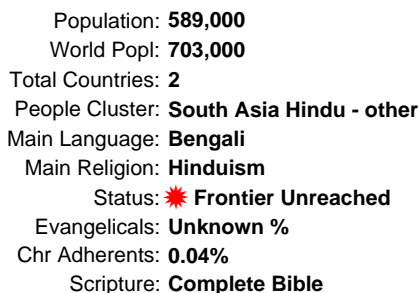 Population: 589,000
World Popl: 703,000
Total Countries: 2
People Cluster: South Asia Hindu - other
Main Language: Bengali
Main Religion: Hinduism
Status: Frontier Unreached
Evangelicals: Unknown %
Chr Adherents: 0.04%
Scripture: Complete Bible